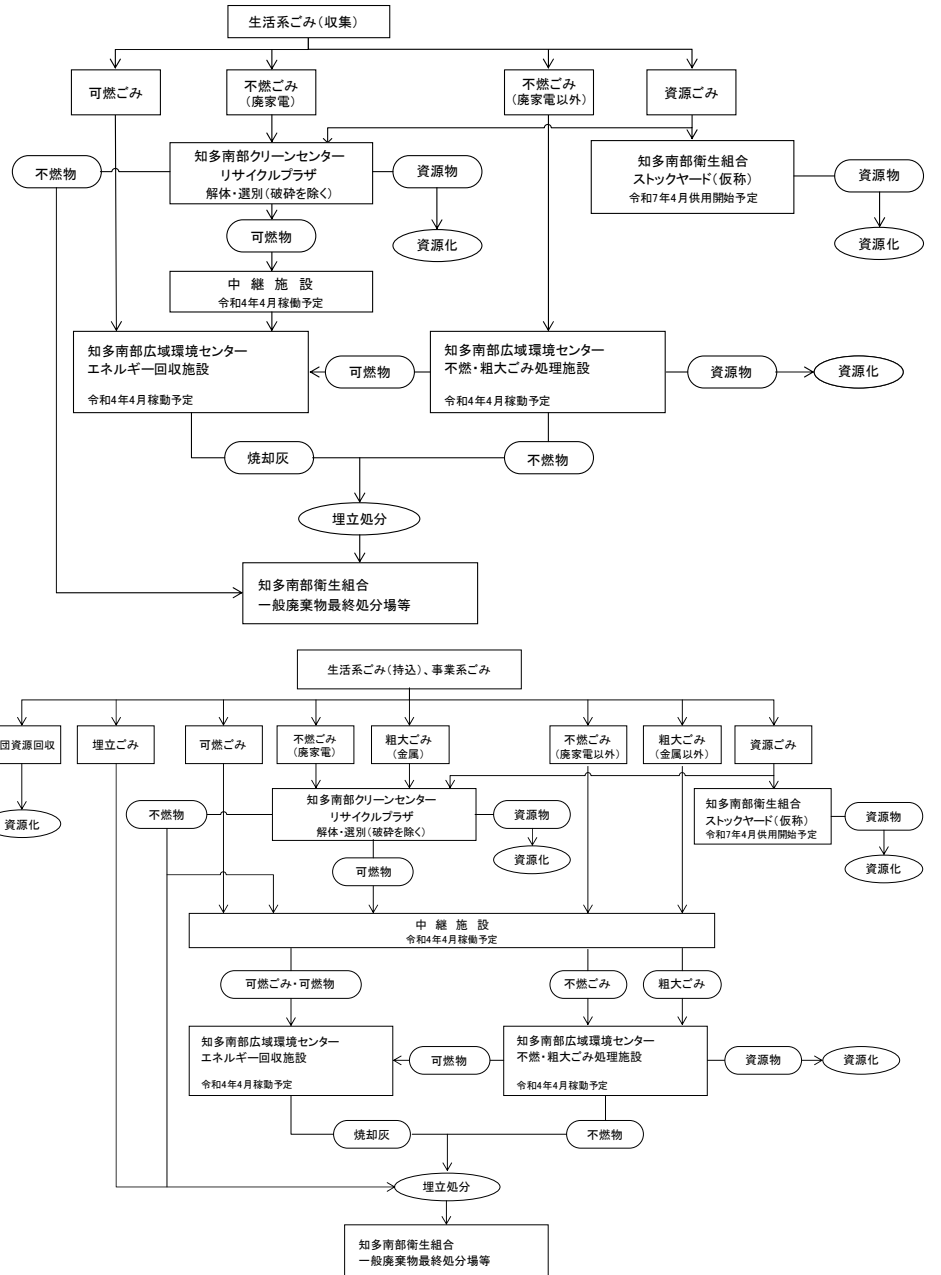 生活系ごみ（収集）
可燃ごみ
不燃ごみ
（廃家電）
不燃ごみ
（廃家電以外）
資源ごみ
不燃物
知多南部クリーンセンター
リサイクルプラザ
解体・選別（破砕を除く）
資源物
知多南部衛生組合
ストックヤード（仮称）
令和7年4月供用開始予定
資源物
可燃物
資源化
資源化
中 継 施 設
令和4年4月稼働予定
知多南部広域環境センター
エネルギー回収施設
令和4年4月稼動予定
可燃物
知多南部広域環境センター
不燃・粗大ごみ処理施設
令和4年4月稼動予定
資源物
資源化
焼却灰
不燃物
埋立処分
知多南部衛生組合
一般廃棄物最終処分場等
生活系ごみ（持込）、事業系ごみ
団資源回収
埋立ごみ
可燃ごみ
不燃ごみ
（廃家電）
粗大ごみ
（金属）
不燃ごみ
（廃家電以外）
粗大ごみ
（金属以外）
資源ごみ
資源化
不燃物
知多南部クリーンセンター
リサイクルプラザ
解体・選別（破砕を除く）
資源物
資源化
知多南部衛生組合
ストックヤード（仮称）
令和7年4月供用開始予定
資源物
資源化
可燃物
中 継 施 設
令和4年4月稼働予定
可燃ごみ・可燃物
不燃ごみ
粗大ごみ
知多南部広域環境センター
エネルギー回収施設
令和4年4月稼動予定
可燃物
知多南部広域環境センター
不燃・粗大ごみ処理施設
令和4年4月稼動予定
資源物
資源化
焼却灰
不燃物
埋立処分
知多南部衛生組合
一般廃棄物最終処分場等